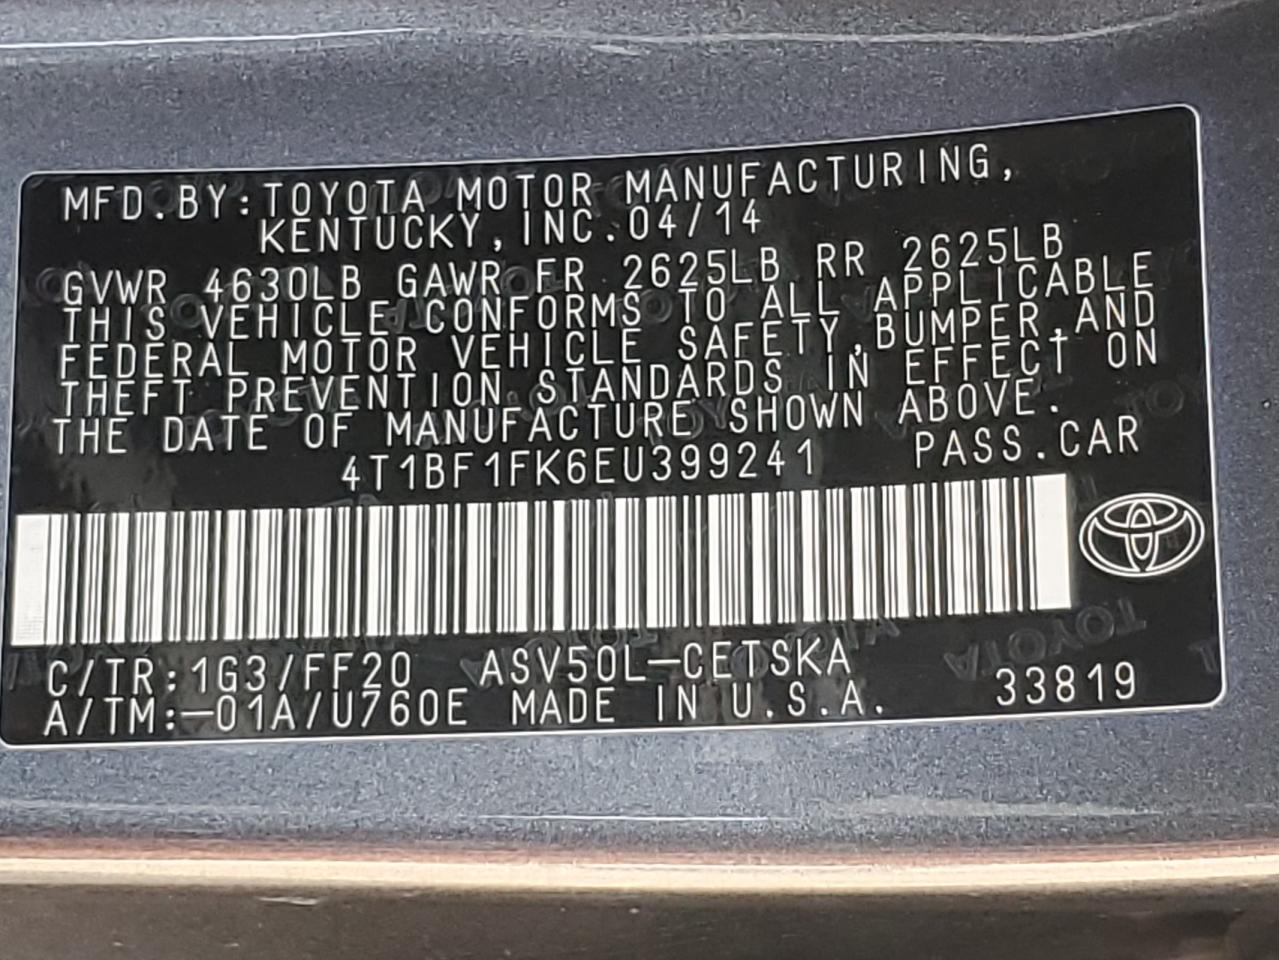 MFD.BY:TOYOTA MOTOR MANUFACTURING,
KENTUCKY,INC.04/14
GVWR 4630LB GAWR FR 2625LB RR 2625LB
THIS VEHICLE CONFORMS TO ALL APPLICABLE
FEDERAL MOTOR VEHICLE SAFETY,BUMPER,AND
THEFT PREVENTION STANDARDS IN EFFECT ON
THE DATE OF MANUFACTURE SHOWN ABOVE.
4T1BF1FK6EU399241 PASS.CAR
C/TR:1G3/FF20 ASV50L-CETSKA
A/TM:-01A/U760E MADE IN U.S.A. 33819